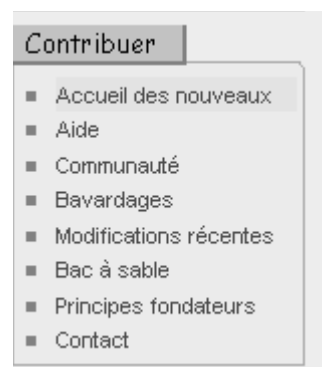 Contribuer
Accueil des nouveaux
Aide
Communauté
Bavardages
Modifications récentes
Bac à sable
Principes fondateurs
Contact